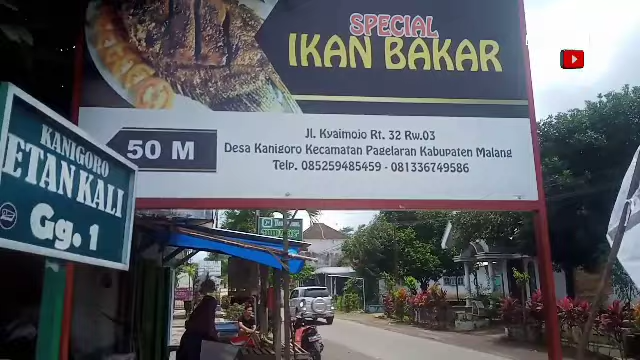 SPECIAL
IKAN BAKAR
Jl. Kyaimojo Rt. 32 Rw.03
50 M
Desa Kanigoro Kecamatan Pagelaran Kabupaten Malang
Telp. 085259485459 - 081336749586
KANIGORO
ETAN KALI
Gg. 1